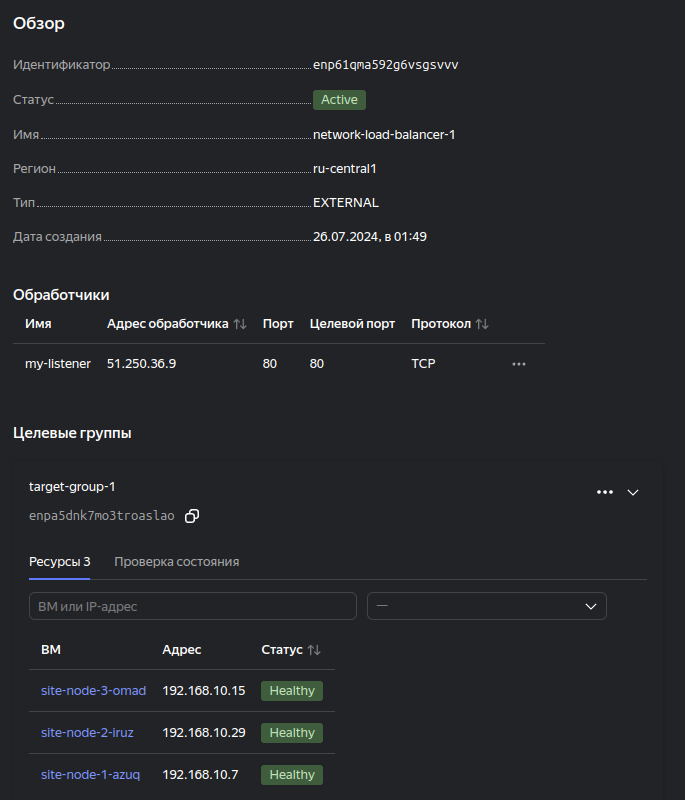 Обзор
Идентификатор enp61qma592g6vsgsvvv
Статус Active
Имя network-load-balancer-1
Регион ru-central1
Тип EXTERNAL
Дата создания 26.07.2024, в 01:49
Обработчики
Имя Адрес обработчика Порт Целевой порт Протокол
my-listener 51.250.36.9 80 80 TCP
Целевые группы
target-group-1
enpa5dnk7mo3troaslao
Ресурсы 3 Проверка состояния
ВМ или IP-адрес —
ВМ Адрес Статус
site-node-3-omad 192.168.10.15 Healthy
site-node-2-iruz 192.168.10.29 Healthy
site-node-1-azuq 192.168.10.7 Healthy